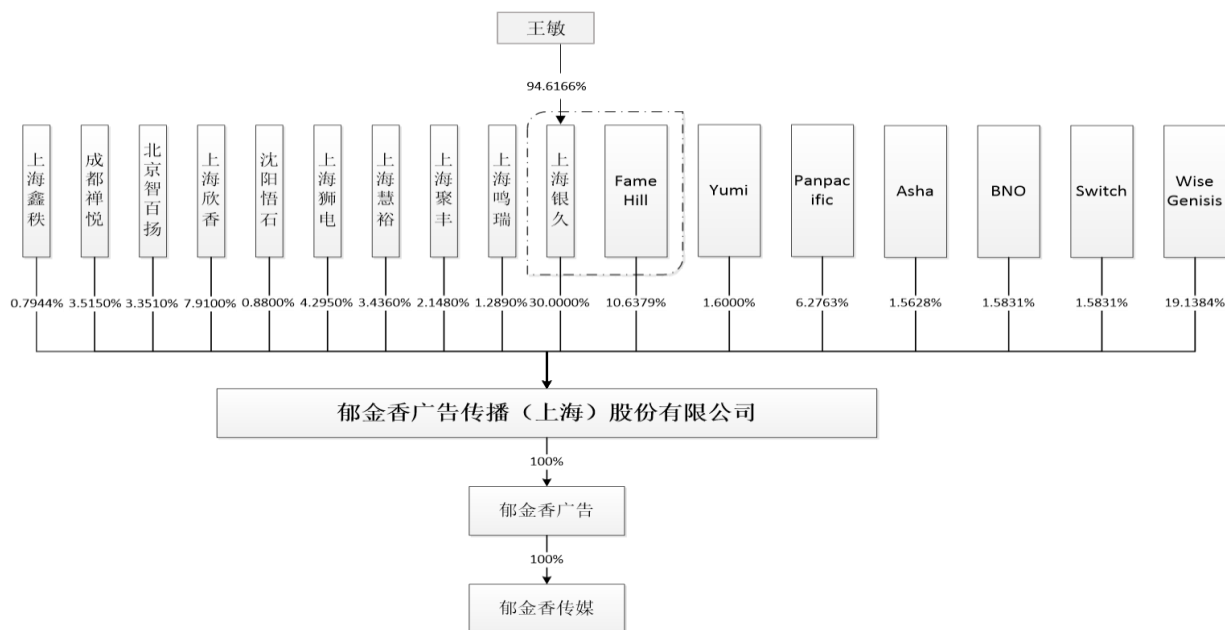 王敏
94.6166%
上海鑫秩
成都禅悦
北京智百扬
上海欣香
沈阳悟石
上海狮电
上海慧裕
上海聚丰
上海鸣瑞
上海银久
Fame
Hill
Yumi
Panpac
ific
Asha
BNO
Switch
Wise
Genisis
0.7944%
3.5150%
3.3510%
7.9100%
0.8800%
4.2950%
3.4360%
2.1480%
1.2890%
30.0000%
10.6379%
1.6000%
6.2763%
1.5628%
1.5831%
1.5831%
19.1384%
郁金香广告传播（上海）股份有限公司
100%
郁金香广告
100%
郁金香传媒